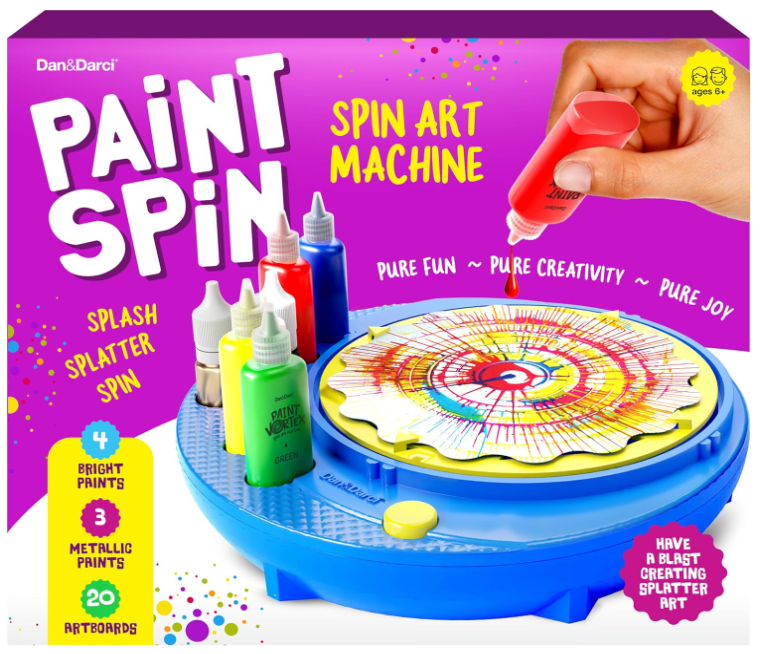 Dan&Darci
PAiNT
SPiN
SPIN ART
MACHINE
ages 6+
PAINT
PURE FUN ~ PURE CREATIVITY ~ PURE JOY
SPLASH
SPLATTER
SPIN
PAINT
VORTEX
GREEN
Dan&Darci
4
BRIGHT
PAINTS
3
METALLIC
PAINTS
20
ARTBOARDS
HAVE
A BLAST
CREATING
SPLATTER
ART